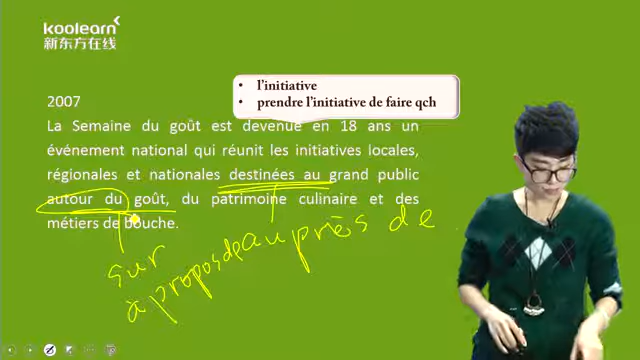 koolearn
新东方在线
• l'initiative
• prendre l'initiative de faire qch
2007
La Semaine du goût est devenue en 18 ans un
événement national qui réunit les initiatives locales,
régionales et nationales destinées au grand public
autour du goût, du patrimoine culinaire et des
métiers de bouche.
sur
à propos de
auprès de